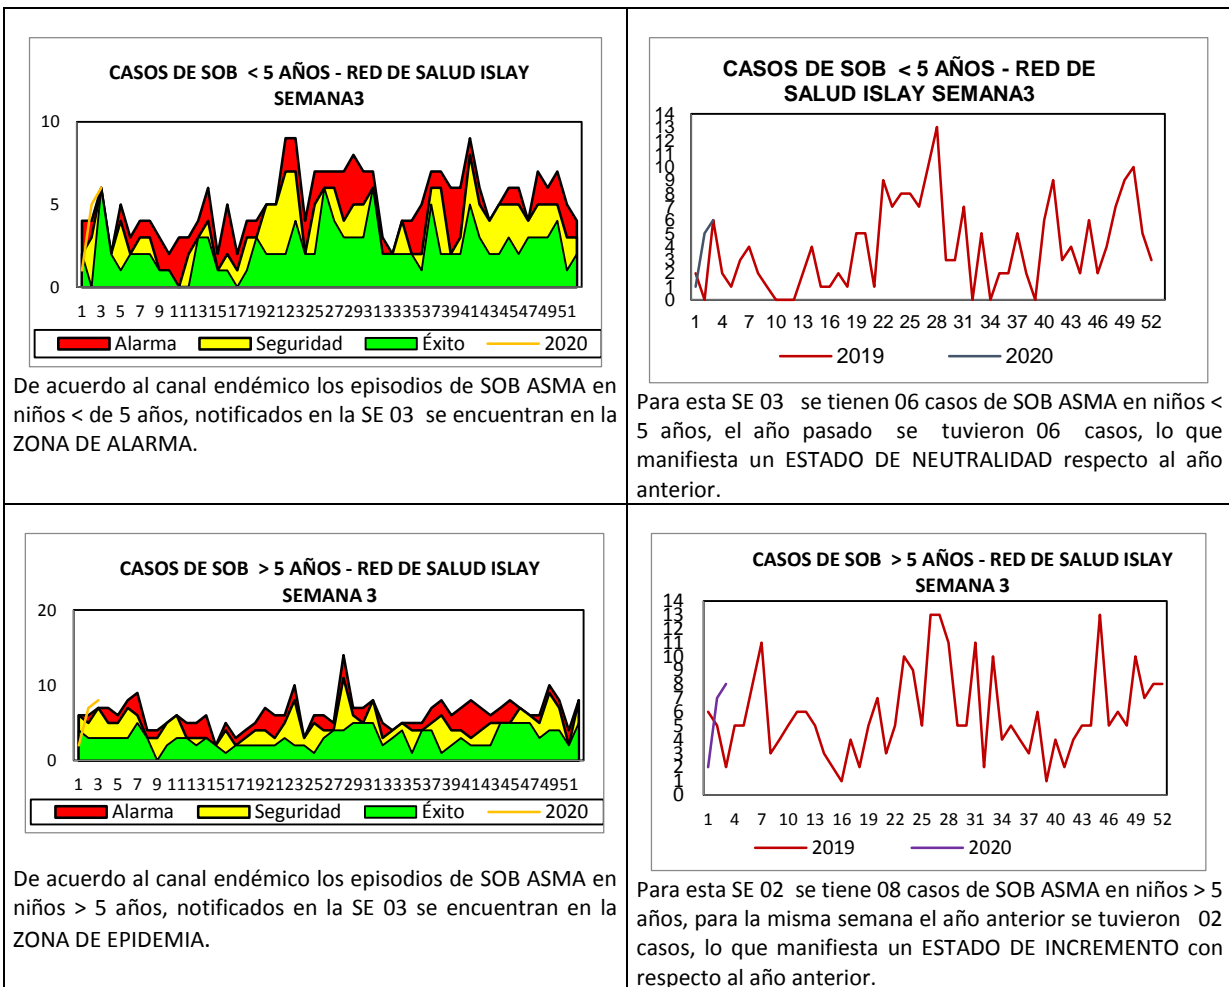 CASOS DE SOB < 5 AÑOS - RED DE SALUD ISLAY
SEMANA3
10
5
0
1 3 5 7 9 111315171921232527293133353739414345474951
Alarma Seguridad Éxito 2020
De acuerdo al canal endémico los episodios de SOB ASMA en
niños < de 5 años, notificados en la SE 03 se encuentran en la
ZONA DE ALARMA.
CASOS DE SOB < 5 AÑOS - RED DE
SALUD ISLAY SEMANA3
14
13
12
11
10
9
8
7
6
5
4
3
2
1
0
1 4 7 10 13 16 19 22 25 28 31 34 37 40 43 46 49 52
2019 2020
Para esta SE 03 se tienen 06 casos de SOB ASMA en niños <
5 años, el año pasado se tuvieron 06 casos, lo que
manifiesta un ESTADO DE NEUTRALIDAD respecto al año
anterior.
CASOS DE SOB > 5 AÑOS - RED DE SALUD ISLAY
SEMANA 3
20
10
0
1 3 5 7 9 111315171921232527293133353739414345474951
Alarma Seguridad Éxito 2020
De acuerdo al canal endémico los episodios de SOB ASMA en
niños > 5 años, notificados en la SE 03 se encuentran en la
ZONA DE EPIDEMIA.
CASOS DE SOB > 5 AÑOS - RED DE SALUD ISLAY
SEMANA 3
14
13
12
11
10
9
8
7
6
5
4
3
2
1
0
1 4 7 10 13 16 19 22 25 28 31 34 37 40 43 46 49 52
2019 2020
Para esta SE 02 se tiene 08 casos de SOB ASMA en niños > 5
años, para la misma semana el año anterior se tuvieron 02
casos, lo que manifiesta un ESTADO DE INCREMENTO con
respecto al año anterior.